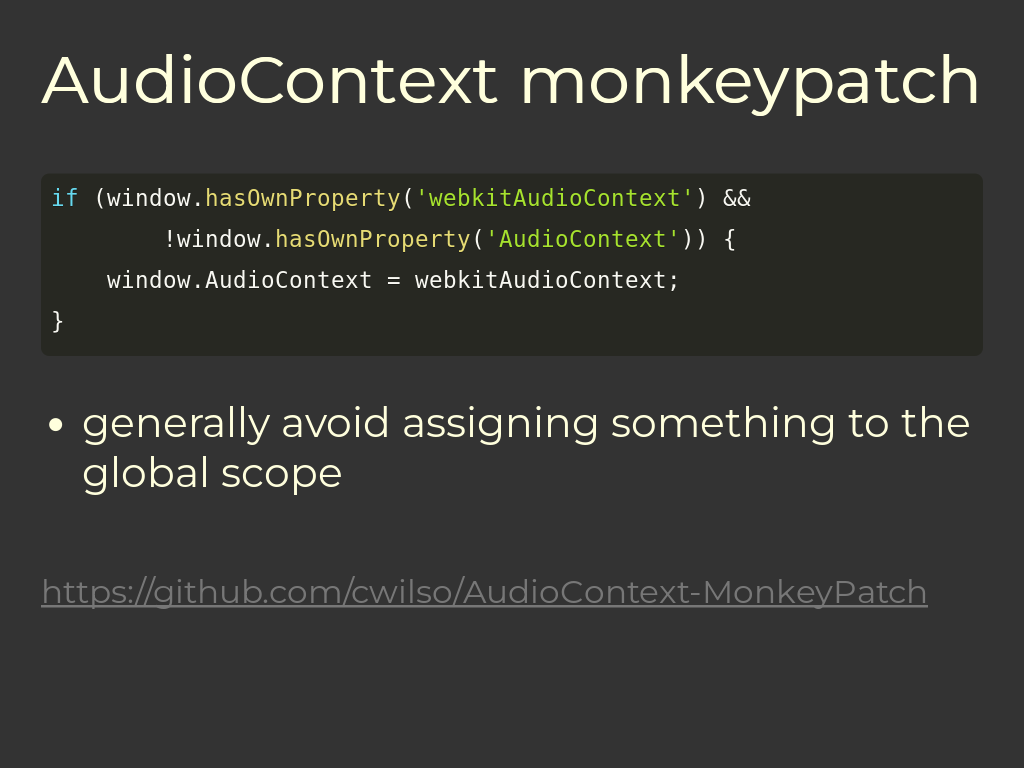 AudioContext monkeypatch
if (window.hasOwnProperty('webkitAudioContext') &&
        !window.hasOwnProperty('AudioContext')) {
    window.AudioContext = webkitAudioContext;
}
• generally avoid assigning something to the
global scope
https://github.com/cwilso/AudioContext-MonkeyPatch